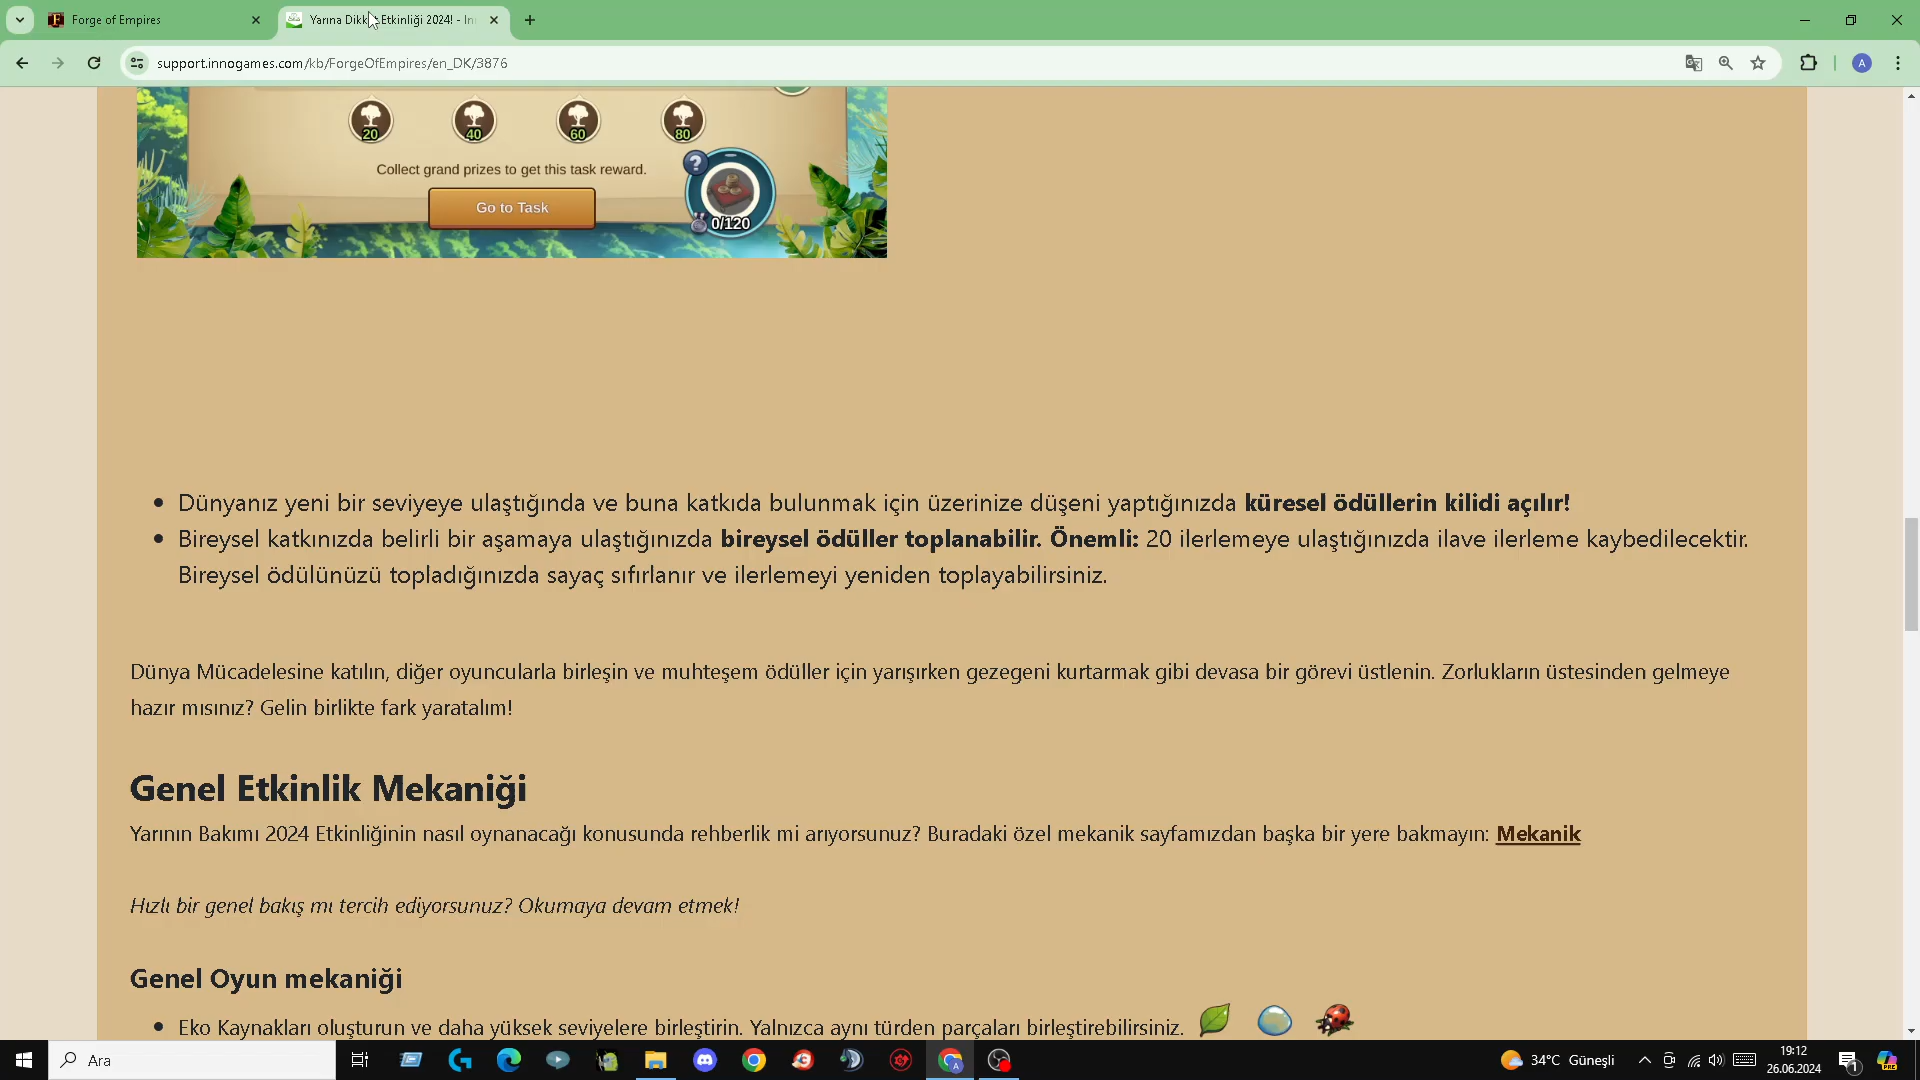 Forge of Empires
Yarına Dikk Etkinliği 2024! - In
support.innogames.com/kb/ForgeOfEmpires/en_DK/3876
A
20 40 60 80
Collect grand prizes to get this task reward.
?
Go to Task
0/120
Dünyanız yeni bir seviyeye ulaştığında ve buna katkıda bulunmak için üzerinize düşeni yaptığınızda küresel ödüllerin kilidi açılır!
Bireysel katkınızda belirli bir aşamaya ulaştığınızda bireysel ödüller toplanabilir. Önemli: 20 ilerlemeye ulaştığınızda ilave ilerleme kaybedilecektir.
Bireysel ödülünüzü topladığınızda sayaç sıfırlanır ve ilerlemeyi yeniden toplayabilirsiniz.
Dünya Mücadelesine katılın, diğer oyuncularla birleşin ve muhteşem ödüller için yarışırken gezegeni kurtarmak gibi devasa bir görevi üstlenin. Zorlukların üstesinden gelmeye
hazır mısınız? Gelin birlikte fark yaratalım!
Genel Etkinlik Mekaniği
Yarının Bakımı 2024 Etkinliğinin nasıl oynanacağı konusunda rehberlik mi arıyorsunuz? Buradaki özel mekanik sayfamızdan başka bir yere bakmayın: Mekanik
Hızlı bir genel bakış mı tercih ediyorsunuz? Okumaya devam etmek!
Genel Oyun mekaniği
Eko Kaynakları oluşturun ve daha yüksek seviyelere birleştirin. Yalnızca aynı türden parçaları birleştirebilirsiniz.
Ara
34°C Güneşli
19:12
26.06.2024
1